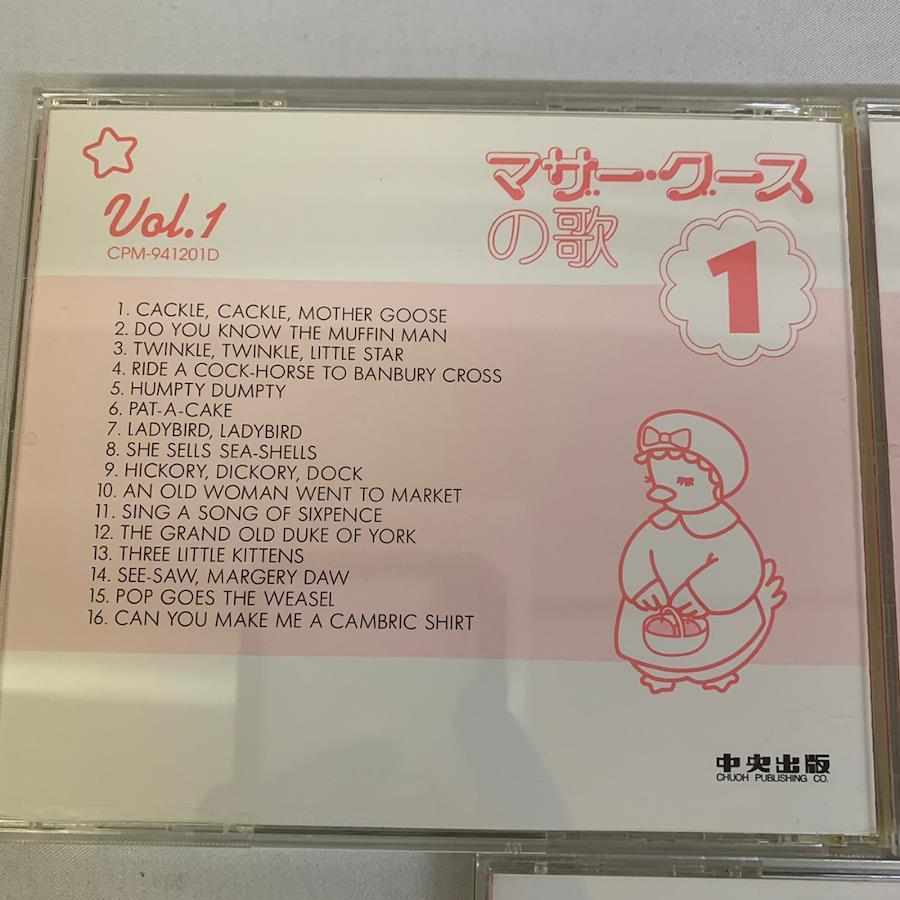 Vol.1
CPM-941201D
マザー・グース
の歌
1
1. CACKLE, CACKLE, MOTHER GOOSE
2. DO YOU KNOW THE MUFFIN MAN
3. TWINKLE, TWINKLE, LITTLE STAR
4. RIDE A COCK-HORSE TO BANBURY CROSS
5. HUMPTY DUMPTY
6. PAT-A-CAKE
7. LADYBIRD, LADYBIRD
8. SHE SELLS SEA-SHELLS
9. HICKORY, DICKORY, DOCK
10. AN OLD WOMAN WENT TO MARKET
11. SING A SONG OF SIXPENCE
12. THE GRAND OLD DUKE OF YORK
13. THREE LITTLE KITTENS
14. SEE-SAW, MARGERY DAW
15. POP GOES THE WEASEL
16. CAN YOU MAKE ME A CAMBRIC SHIRT
中央出版
CHUOH PUBLISHING CO.